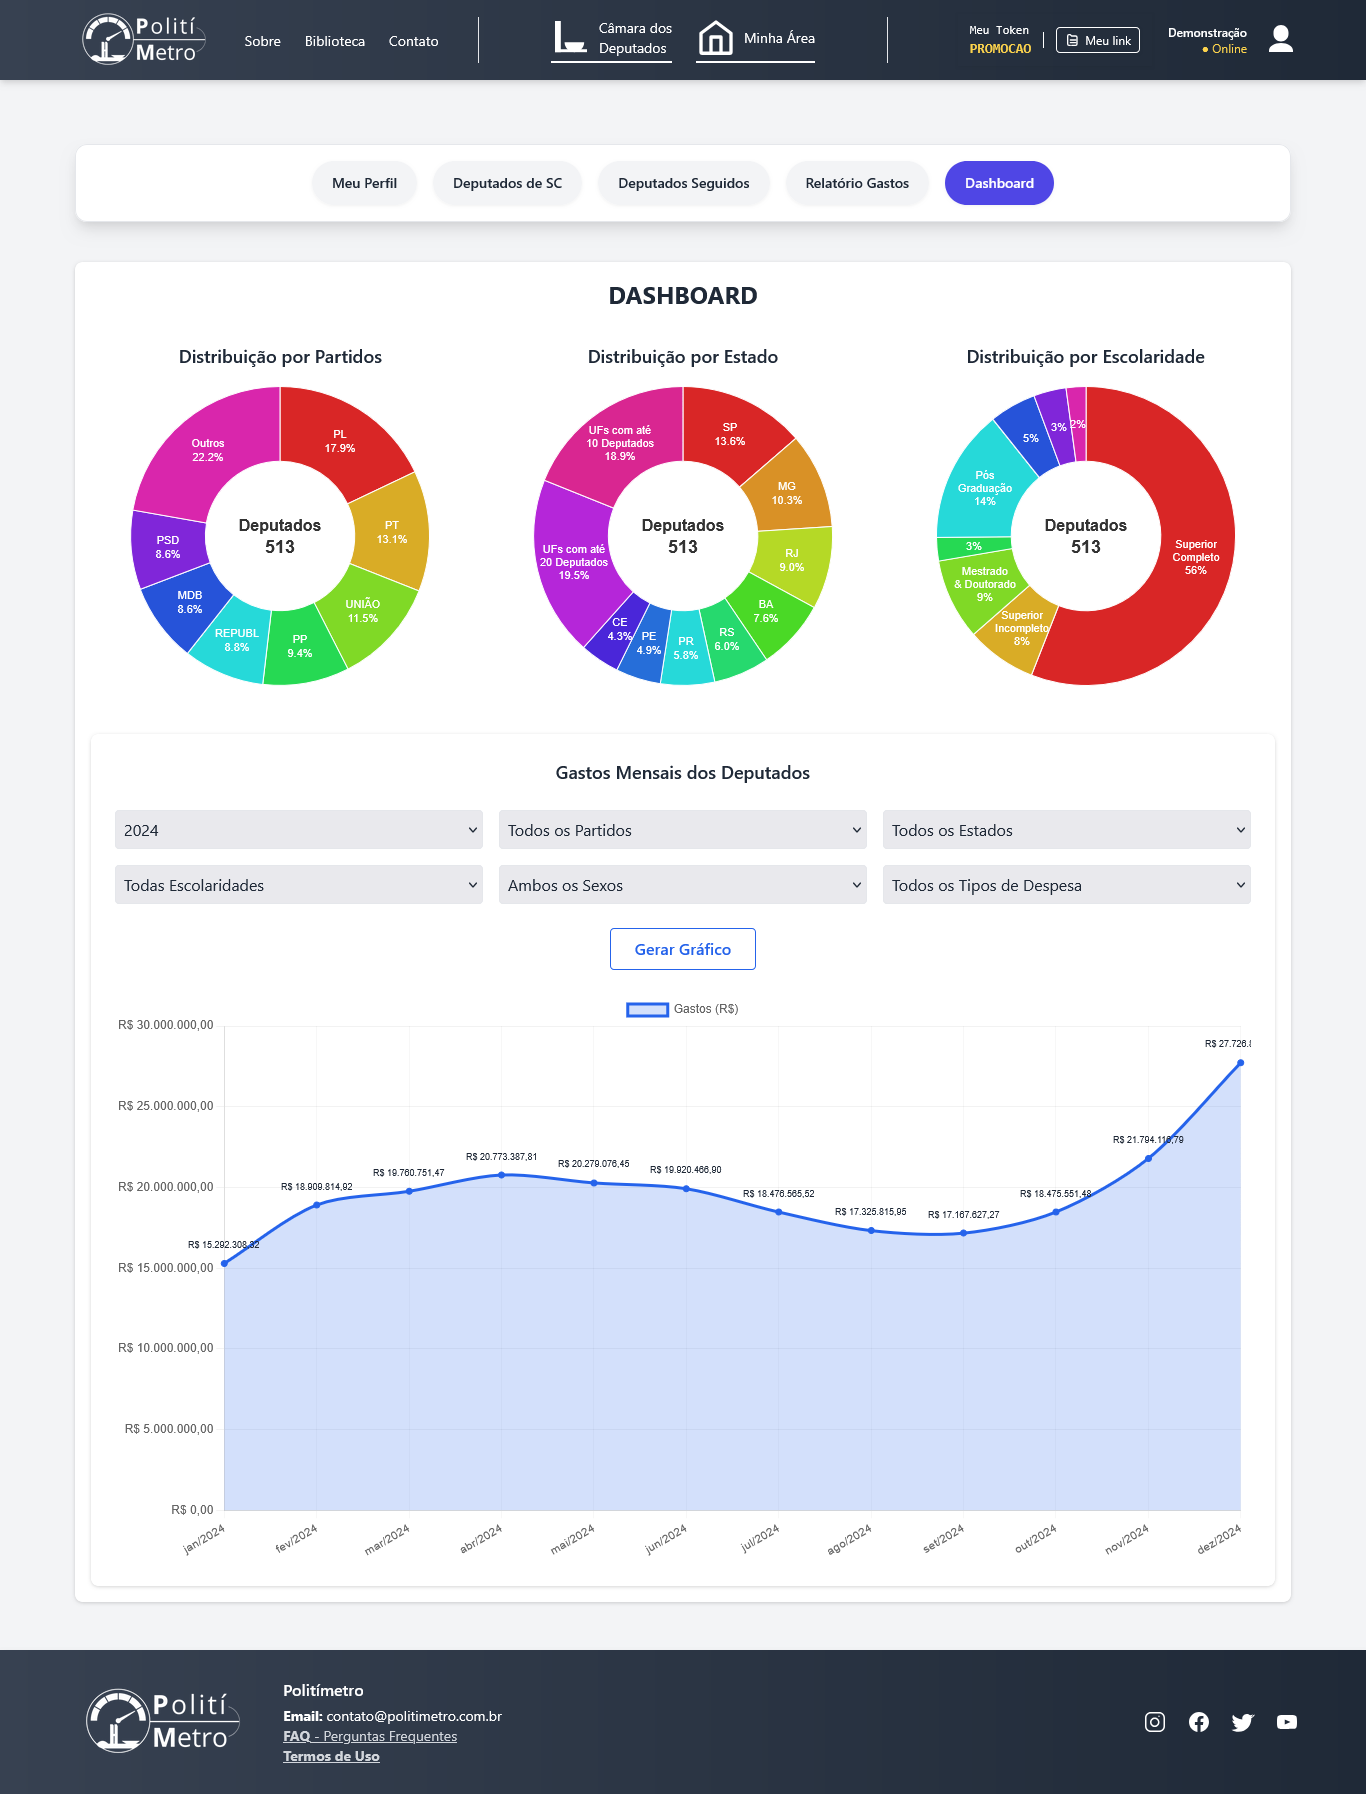 Polití
Metro
Sobre
Biblioteca
Contato
Câmara dos
Deputados
Minha Área
Meu Token
PROMOCAO
Meu link
Demonstração
● Online
Meu Perfil
Deputados de SC
Deputados Seguidos
Relatório Gastos
Dashboard
DASHBOARD
Distribuição por Partidos
PL
17.9%
PT
13.1%
UNIÃO
11.5%
PP
9.4%
REPUBL
8.8%
MDB
8.6%
PSD
8.6%
Outros
22.2%
Deputados
513
Distribuição por Estado
SP
13.6%
MG
10.3%
RJ
9.0%
BA
7.6%
RS
6.0%
PR
5.8%
PE
4.9%
CE
4.3%
UFs com até
20 Deputados
19.5%
UFs com até
10 Deputados
18.9%
Deputados
513
Distribuição por Escolaridade
Superior
Completo
56%
Superior
Incompleto
8%
Mestrado
& Doutorado
9%
3%
Pós
Graduação
14%
5%
3%
2%
Deputados
513
Gastos Mensais dos Deputados
2024
Todos os Partidos
Todos os Estados
Todas Escolaridades
Ambos os Sexos
Todos os Tipos de Despesa
Gerar Gráfico
Gastos (R$)
R$ 30.000.000,00
R$ 25.000.000,00
R$ 20.000.000,00
R$ 15.000.000,00
R$ 10.000.000,00
R$ 5.000.000,00
R$ 0,00
R$ 15.292.308,32
R$ 18.909.814,92
R$ 19.760.751,47
R$ 20.773.387,81
R$ 20.279.076,45
R$ 19.920.466,90
R$ 18.476.565,52
R$ 17.325.815,95
R$ 17.167.627,27
R$ 18.475.551,48
R$ 21.794.116,79
R$ 27.726.
jan/2024
fev/2024
mar/2024
abr/2024
mai/2024
jun/2024
jul/2024
ago/2024
set/2024
out/2024
nov/2024
dez/2024
Polití
Metro
Politímetro
Email: contato@politimetro.com.br
FAQ - Perguntas Frequentes
Termos de Uso